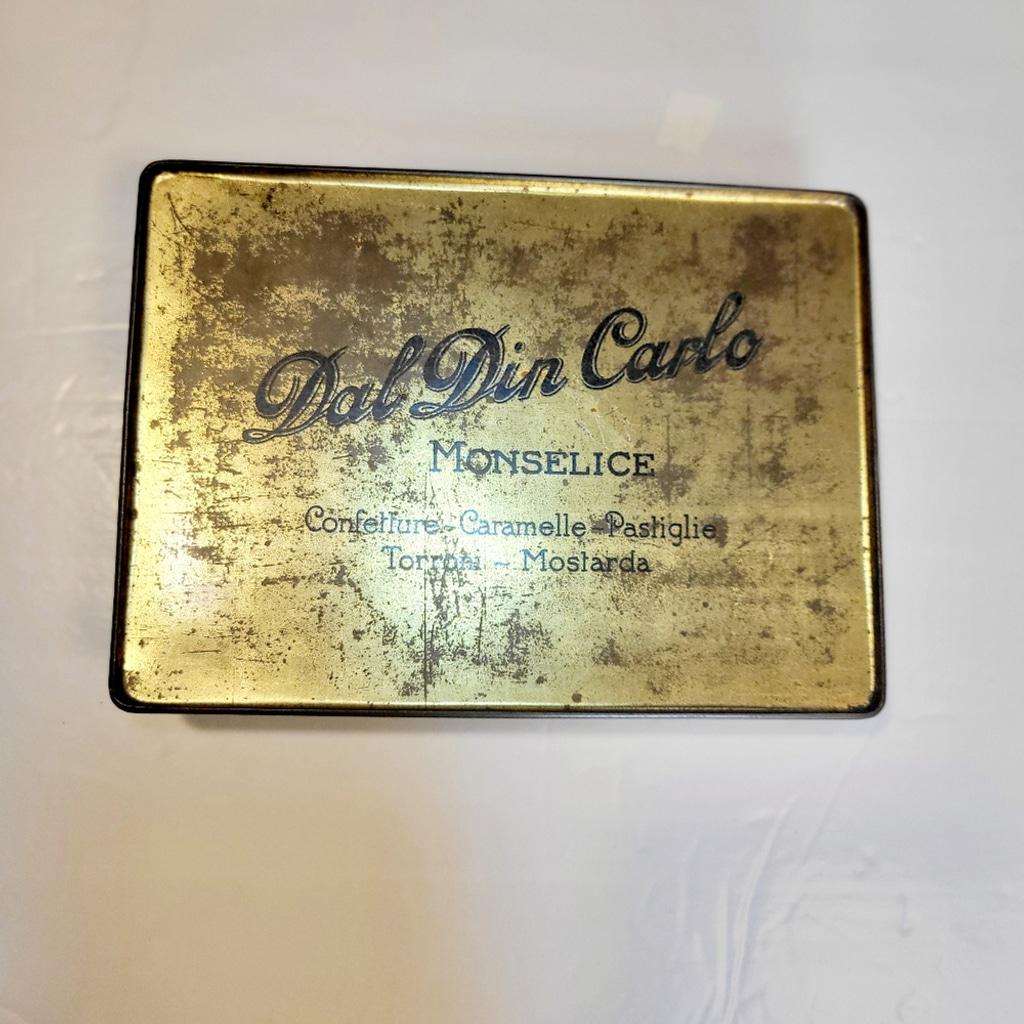 Dal Din Carlo
MONSELICE
Confetture - Caramelle - Pastiglie
Torroni ~ Mostarda